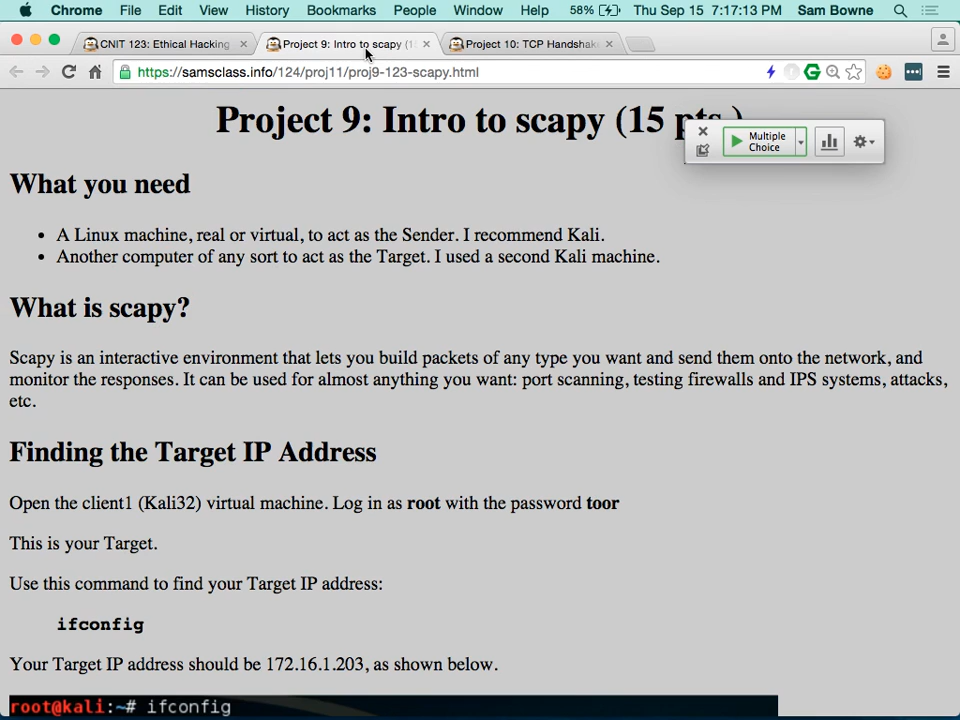 Chrome File Edit View History Bookmarks People Window Help 58% Thu Sep 15 7:17:13 PM Sam Bowne
CNIT 123: Ethical Hacking × Project 9: Intro to scapy (1 × Project 10: TCP Handshak ×
https://samsclass.info/124/proj11/proj9-123-scapy.html
Project 9: Intro to scapy (15 pts.)
Multiple
Choice
What you need
• A Linux machine, real or virtual, to act as the Sender. I recommend Kali.
• Another computer of any sort to act as the Target. I used a second Kali machine.
What is scapy?
Scapy is an interactive environment that lets you build packets of any type you want and send them onto the network, and
monitor the responses. It can be used for almost anything you want: port scanning, testing firewalls and IPS systems, attacks,
etc.
Finding the Target IP Address
Open the client1 (Kali32) virtual machine. Log in as root with the password toor
This is your Target.
Use this command to find your Target IP address:
ifconfig
Your Target IP address should be 172.16.1.203, as shown below.
root@kali:~# ifconfig